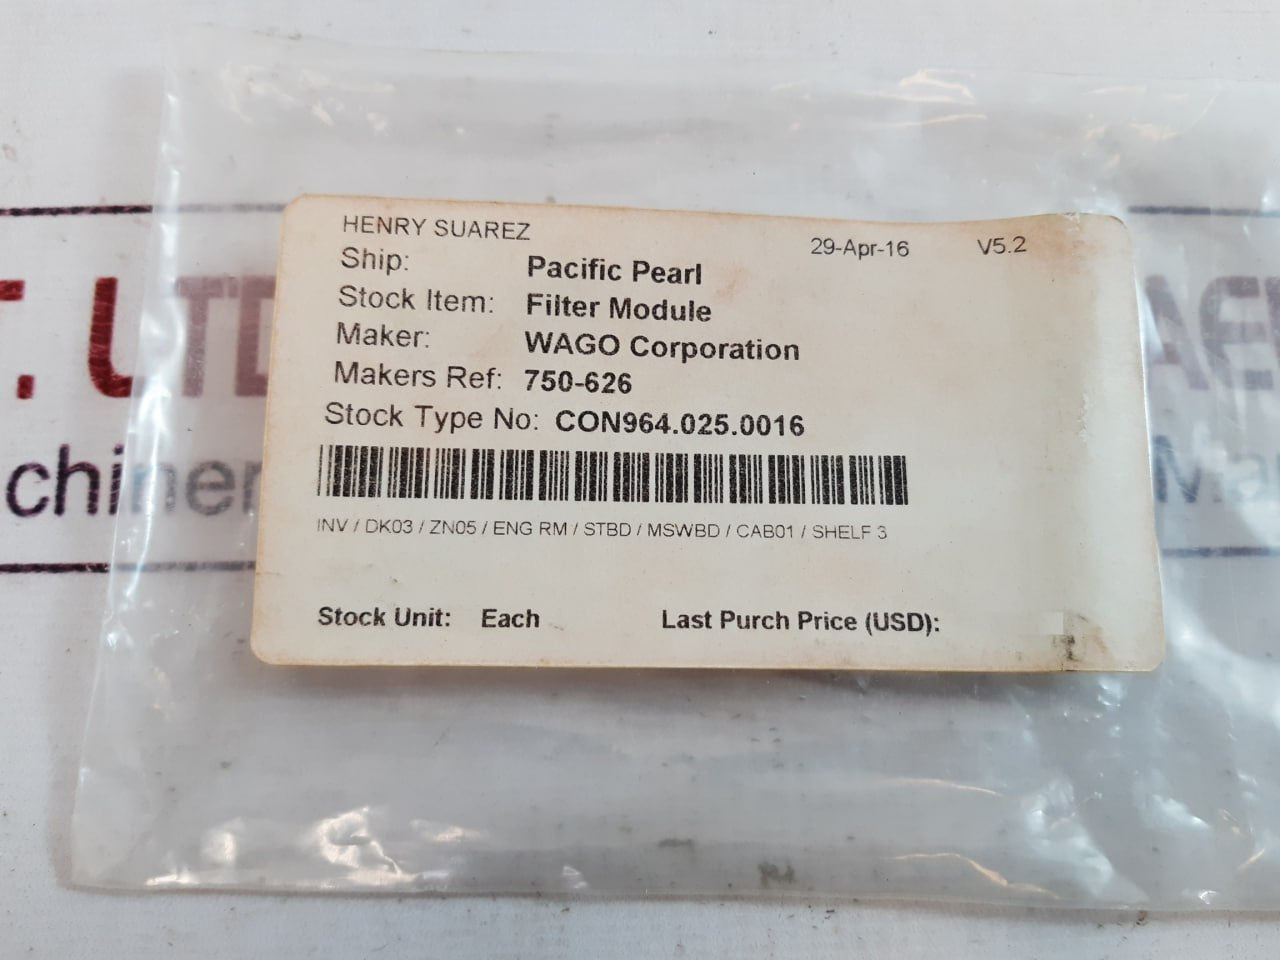 HENRY SUAREZ 29-Apr-16 V5.2
Ship: Pacific Pearl
Stock Item: Filter Module
Maker: WAGO Corporation
Makers Ref: 750-626
Stock Type No: CON964.025.0016
INV / DK03 / ZN05 / ENG RM / STBD / MSWBD / CAB01 / SHELF 3
Stock Unit: Each Last Purch Price (USD):